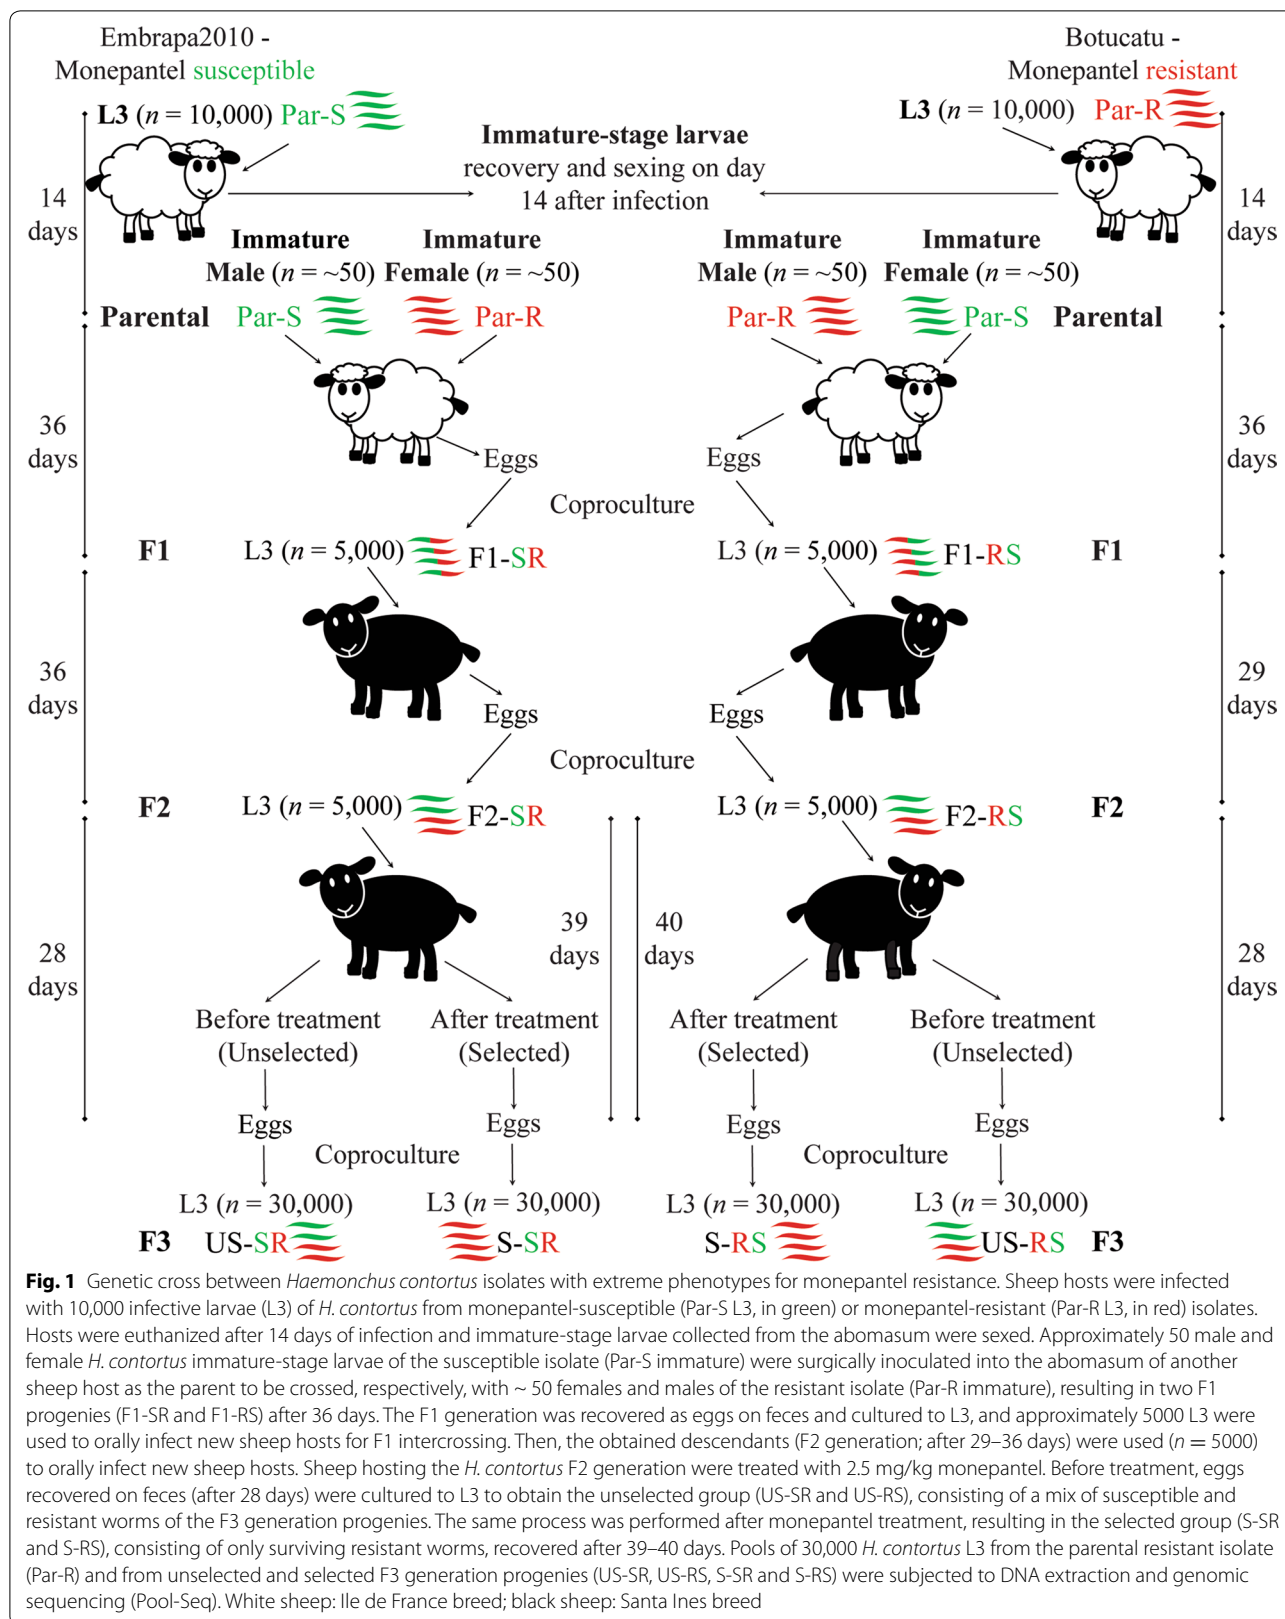 Embrapa2010 -
Monepantel susceptible
Botucatu -
Monepantel resistant
L3 (n = 10,000) Par-S
L3 (n = 10,000) Par-R
Immature-stage larvae
recovery and sexing on day
14 after infection
14
days
14
days
Immature
Male (n = ~50)
Immature
Female (n = ~50)
Immature
Male (n = ~50)
Immature
Female (n = ~50)
Parental Par-S Par-R
Par-R Par-S Parental
36
days
36
days
Eggs
Eggs
Coproculture
F1 L3 (n = 5,000) F1-SR
L3 (n = 5,000) F1-RS F1
36
days
29
days
Eggs
Eggs
Coproculture
F2 L3 (n = 5,000) F2-SR
L3 (n = 5,000) F2-RS F2
28
days
39
days
40
days
28
days
Before treatment
(Unselected)
After treatment
(Selected)
After treatment
(Selected)
Before treatment
(Unselected)
Eggs
Eggs
Eggs
Eggs
Coproculture
Coproculture
L3 (n = 30,000)
L3 (n = 30,000)
L3 (n = 30,000)
L3 (n = 30,000)
F3 US-SR S-SR
S-RS US-RS F3
Fig. 1 Genetic cross between Haemonchus contortus isolates with extreme phenotypes for monepantel resistance. Sheep hosts were infected
with 10,000 infective larvae (L3) of H. contortus from monepantel-susceptible (Par-S L3, in green) or monepantel-resistant (Par-R L3, in red) isolates.
Hosts were euthanized after 14 days of infection and immature-stage larvae collected from the abomasum were sexed. Approximately 50 male and
female H. contortus immature-stage larvae of the susceptible isolate (Par-S immature) were surgically inoculated into the abomasum of another
sheep host as the parent to be crossed, respectively, with ~ 50 females and males of the resistant isolate (Par-R immature), resulting in two F1
progenies (F1-SR and F1-RS) after 36 days. The F1 generation was recovered as eggs on feces and cultured to L3, and approximately 5000 L3 were
used to orally infect new sheep hosts for F1 intercrossing. Then, the obtained descendants (F2 generation; after 29–36 days) were used (n = 5000)
to orally infect new sheep hosts. Sheep hosting the H. contortus F2 generation were treated with 2.5 mg/kg monepantel. Before treatment, eggs
recovered on feces (after 28 days) were cultured to L3 to obtain the unselected group (US-SR and US-RS), consisting of a mix of susceptible and
resistant worms of the F3 generation progenies. The same process was performed after monepantel treatment, resulting in the selected group (S-SR
and S-RS), consisting of only surviving resistant worms, recovered after 39–40 days. Pools of 30,000 H. contortus L3 from the parental resistant isolate
(Par-R) and from unselected and selected F3 generation progenies (US-SR, US-RS, S-SR and S-RS) were subjected to DNA extraction and genomic
sequencing (Pool-Seq). White sheep: Ile de France breed; black sheep: Santa Ines breed